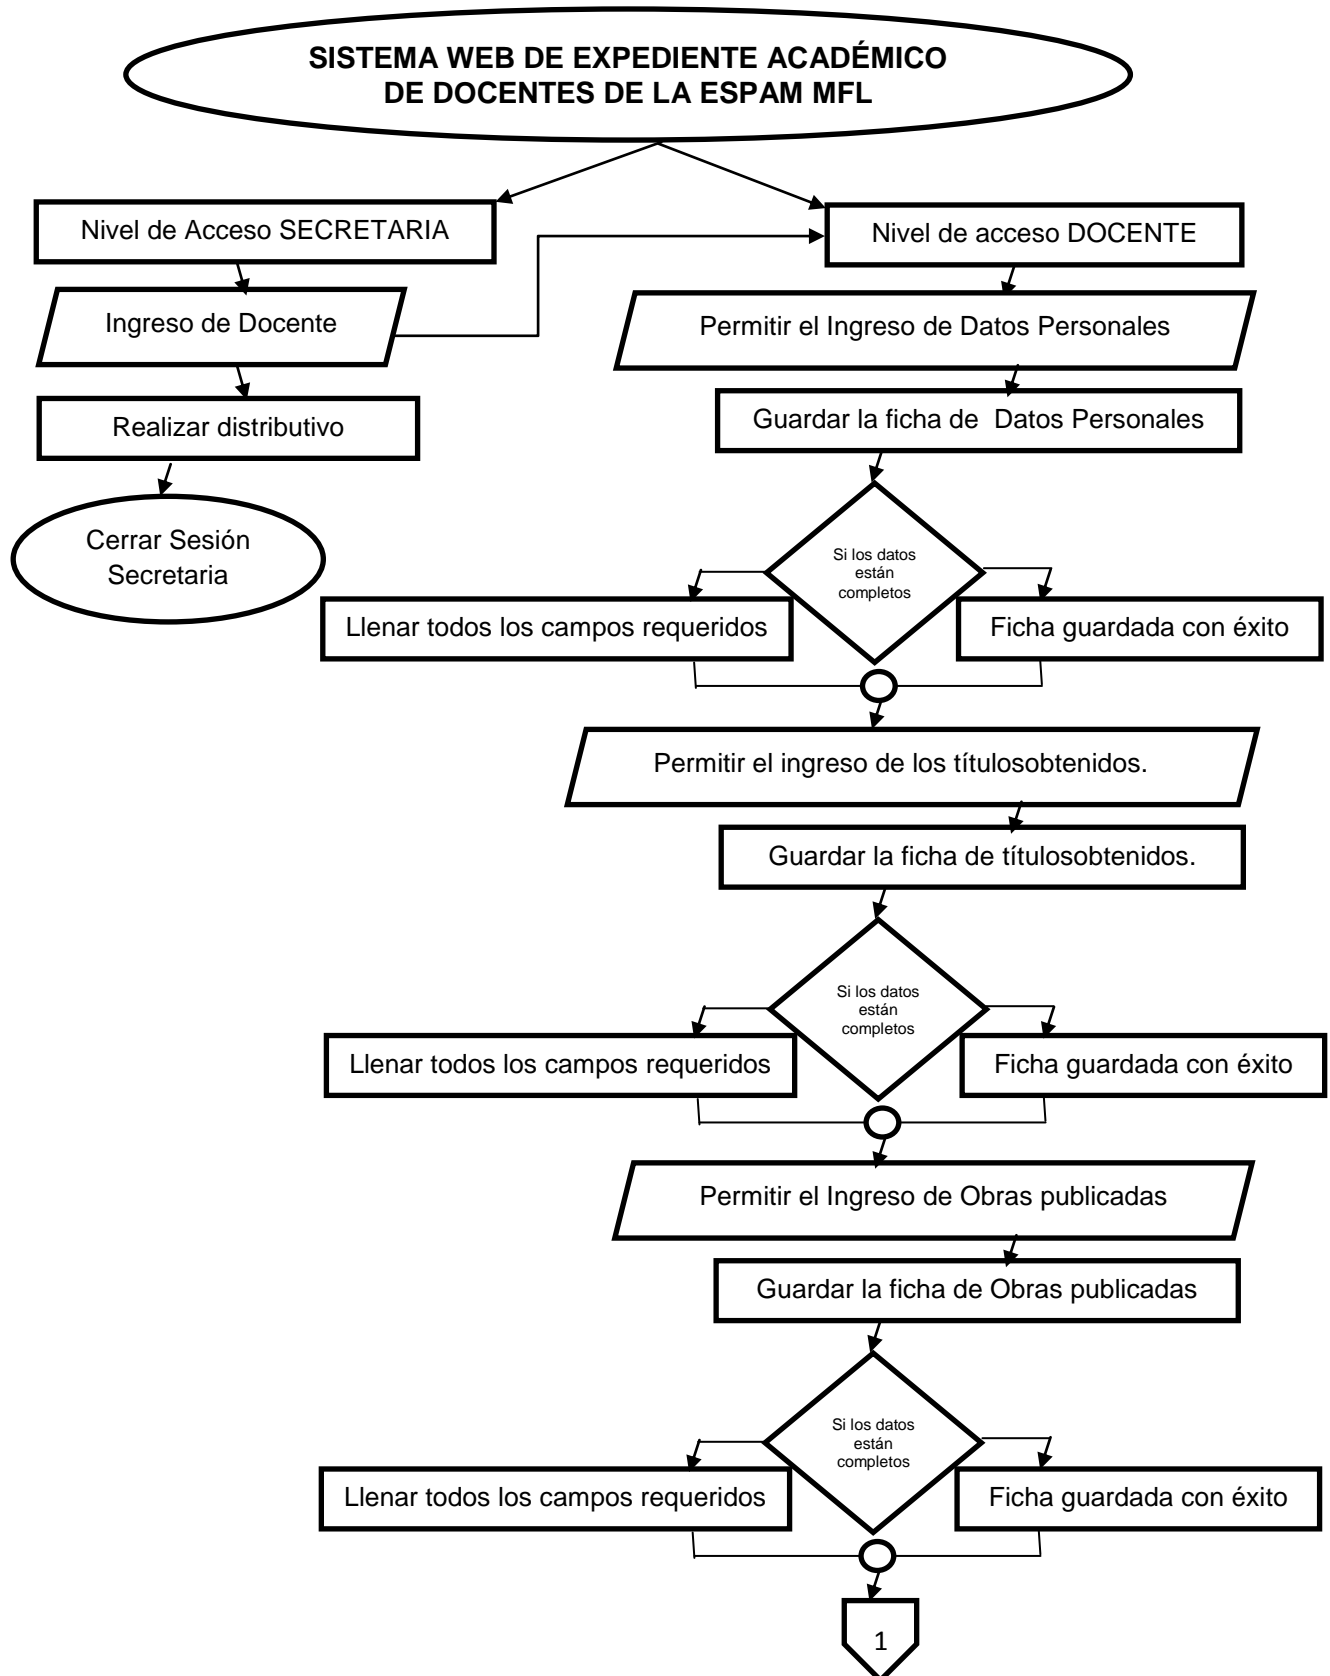 SISTEMA WEB DE EXPEDIENTE ACADÉMICO
DE DOCENTES DE LA ESPAM MFL
Nivel de Acceso SECRETARIA
Nivel de acceso DOCENTE
Ingreso de Docente
Permitir el Ingreso de Datos Personales
Realizar distributivo
Guardar la ficha de  Datos Personales
Cerrar Sesión
Secretaria
Si los datos
están
completos
Llenar todos los campos requeridos
Ficha guardada con éxito
Permitir el ingreso de los títulosobtenidos.
Guardar la ficha de títulosobtenidos.
Si los datos
están
completos
Llenar todos los campos requeridos
Ficha guardada con éxito
Permitir el Ingreso de Obras publicadas
Guardar la ficha de Obras publicadas
Si los datos
están
completos
Llenar todos los campos requeridos
Ficha guardada con éxito
1